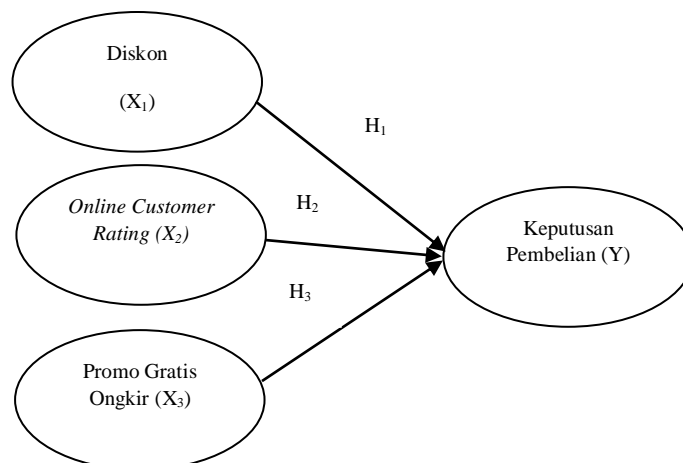 Diskon
(X₁)
H₁
Online Customer
Rating (X₂)
H₂
Keputusan
Pembelian (Y)
H₃
Promo Gratis
Ongkir (X₃)